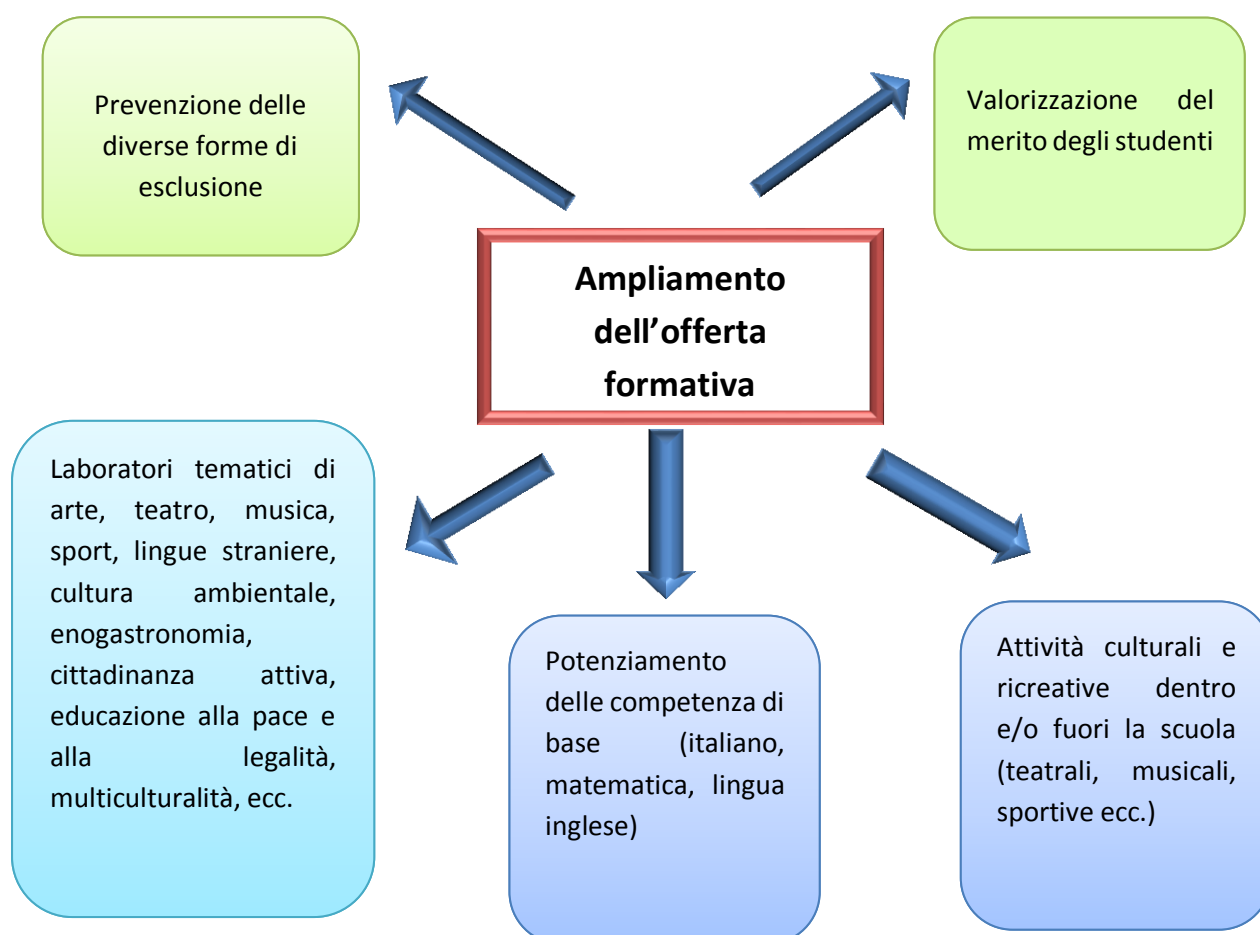 Prevenzione delle
diverse forme di
esclusione
Valorizzazione del
merito degli studenti
Ampliamento
dell’offerta
formativa
Laboratori tematici di
arte, teatro, musica,
sport, lingue straniere,
cultura ambientale,
enogastronomia,
cittadinanza attiva,
educazione alla pace e
alla legalità,
multiculturalità, ecc.
Potenziamento
delle competenza di
base (italiano,
matematica, lingua
inglese)
Attività culturali e
ricreative dentro
e/o fuori la scuola
(teatrali, musicali,
sportive ecc.)